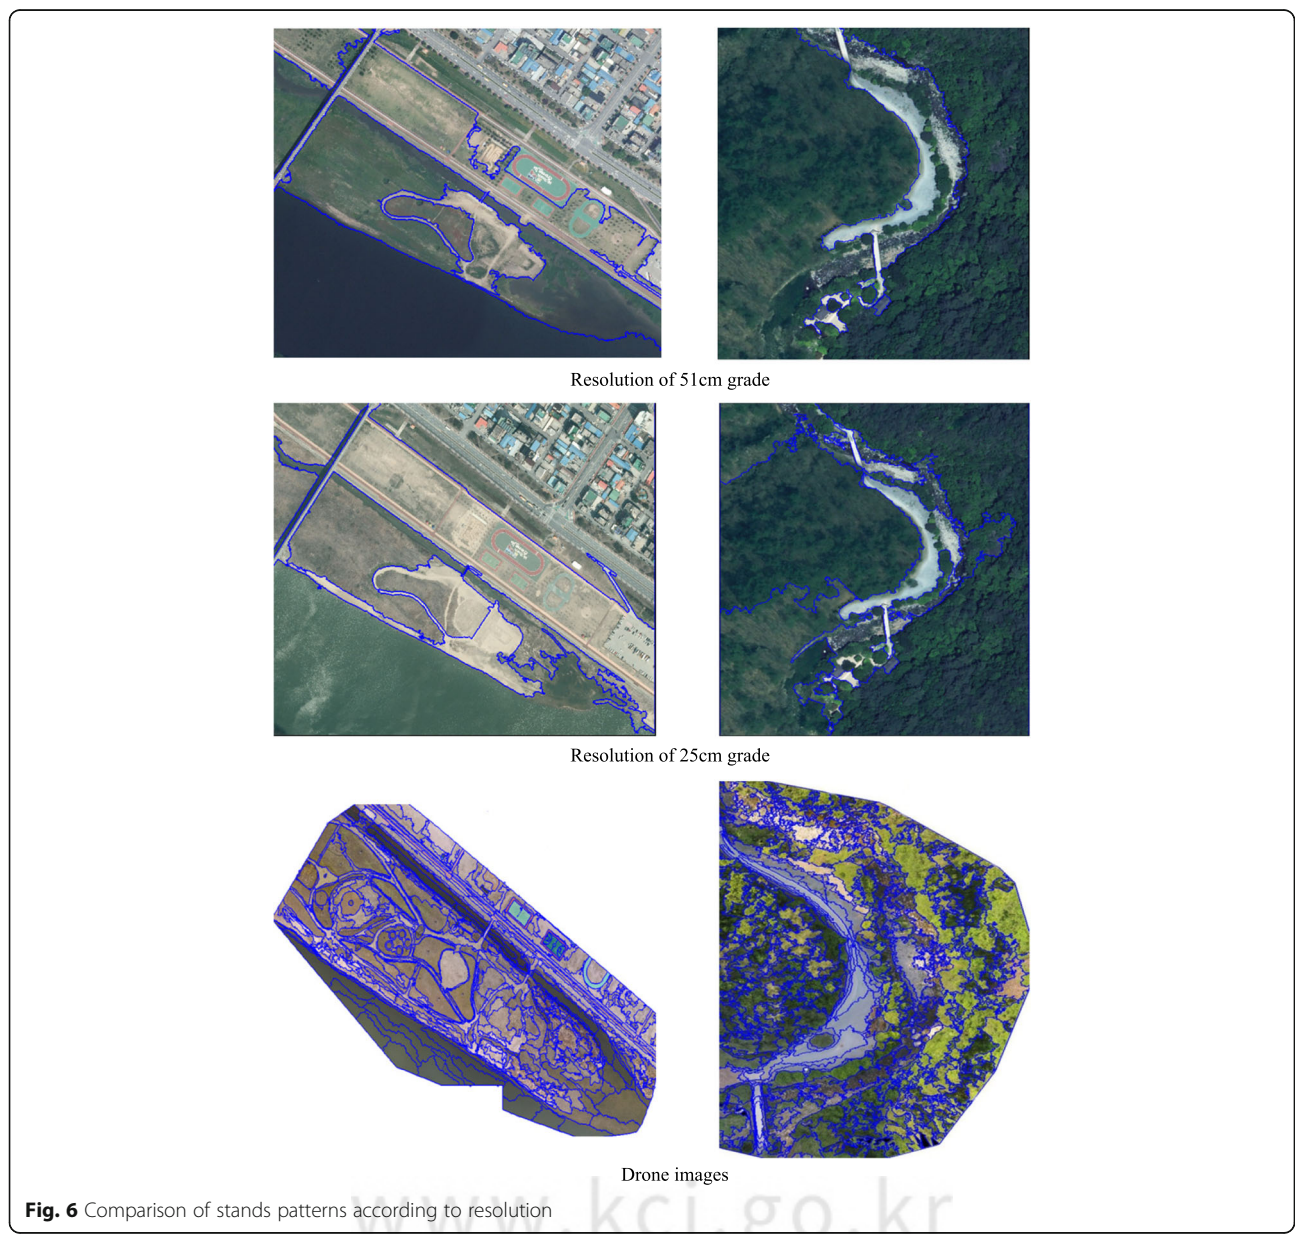 Resolution of 51cm grade
Resolution of 25cm grade
Drone images
www.kci.go.kr
Fig. 6 Comparison of stands patterns according to resolution